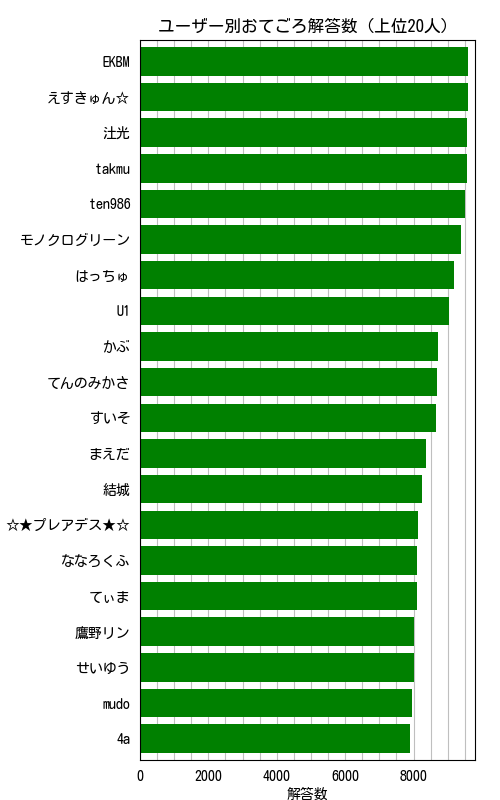 ユーザー別おてごろ解答数（上位20人）
EKBM
えすきゅん☆
辻光
takmu
ten986
モノクログリーン
はっちゅ
U1
かぶ
てんのみかさ
すいそ
まえだ
結城
☆★プレアデス★☆
ななろくふ
てぃま
鷹野リン
せいゆう
mudo
4a
0 2000 4000 6000 8000
解答数